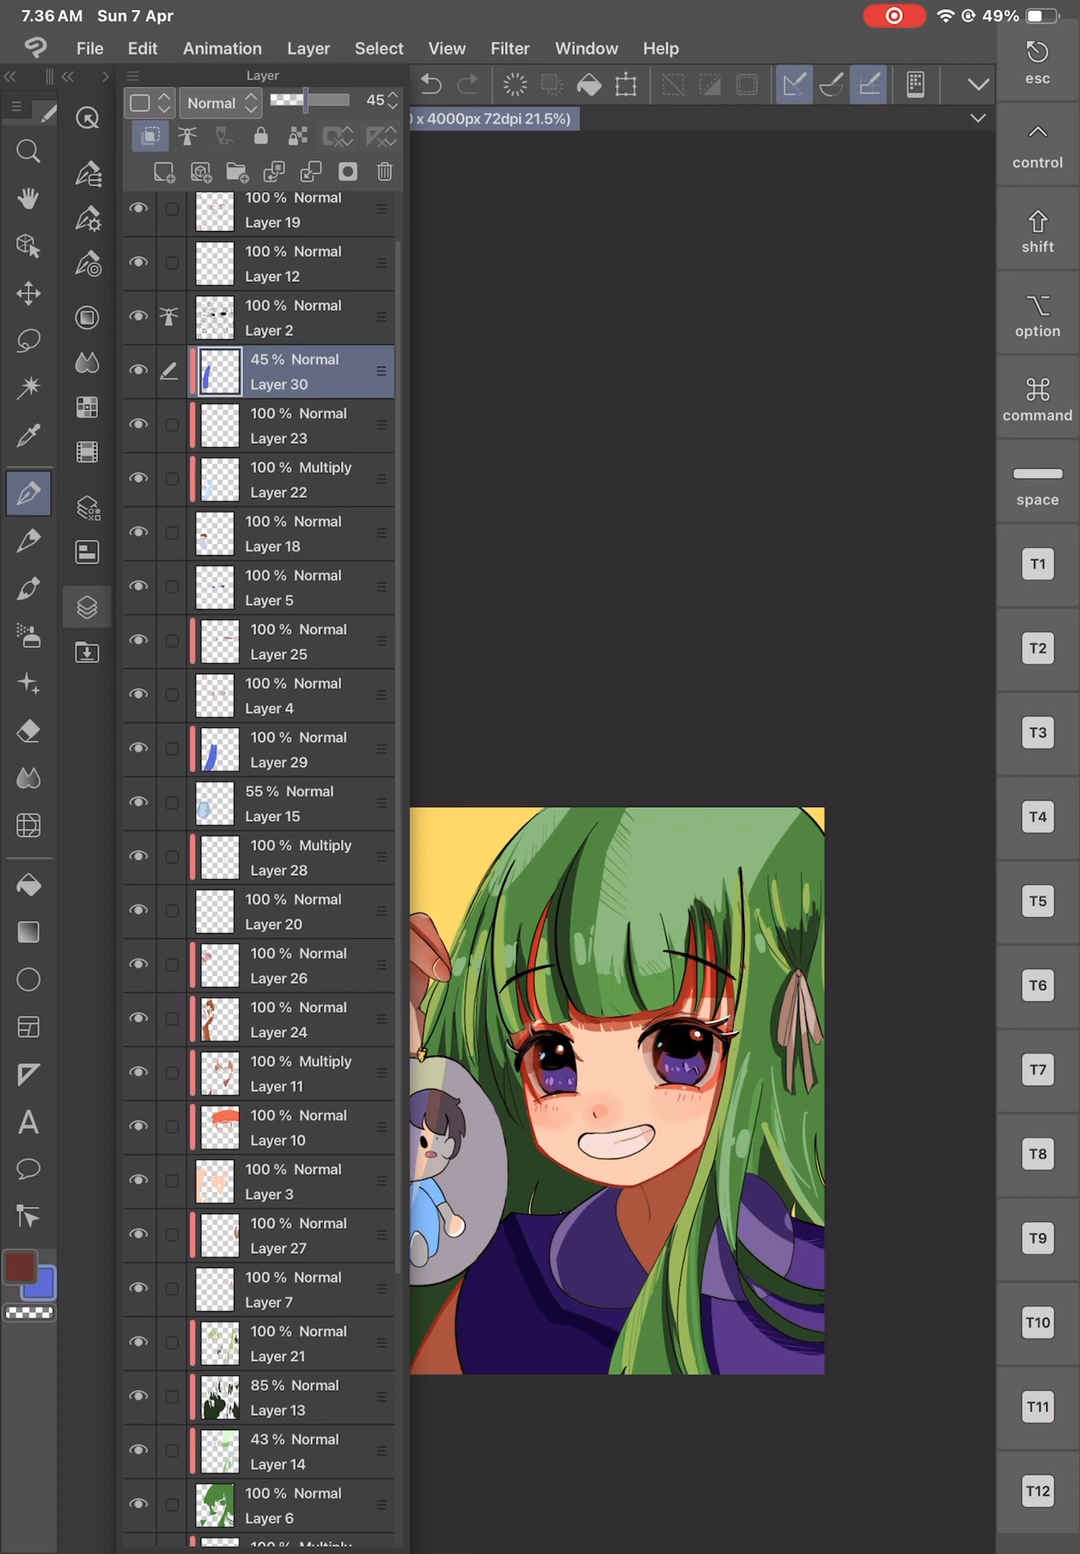 7.36 AM Sun 7 Apr
49%
File Edit Animation Layer Select View Filter Window Help
Layer
Normal 45
x 4000px 72dpi 21.5%)
100 % Normal
Layer 19
100 % Normal
Layer 12
100 % Normal
Layer 2
45 % Normal
Layer 30
100 % Normal
Layer 23
100 % Multiply
Layer 22
100 % Normal
Layer 18
100 % Normal
Layer 5
100 % Normal
Layer 25
100 % Normal
Layer 4
100 % Normal
Layer 29
55 % Normal
Layer 15
100 % Multiply
Layer 28
100 % Normal
Layer 20
100 % Normal
Layer 26
100 % Normal
Layer 24
100 % Multiply
Layer 11
100 % Normal
Layer 10
100 % Normal
Layer 3
100 % Normal
Layer 27
100 % Normal
Layer 7
100 % Normal
Layer 21
85 % Normal
Layer 13
43 % Normal
Layer 14
100 % Normal
Layer 6
100 % Multiply
A
esc
control
shift
option
command
space
T1
T2
T3
T4
T5
T6
T7
T8
T9
T10
T11
T12